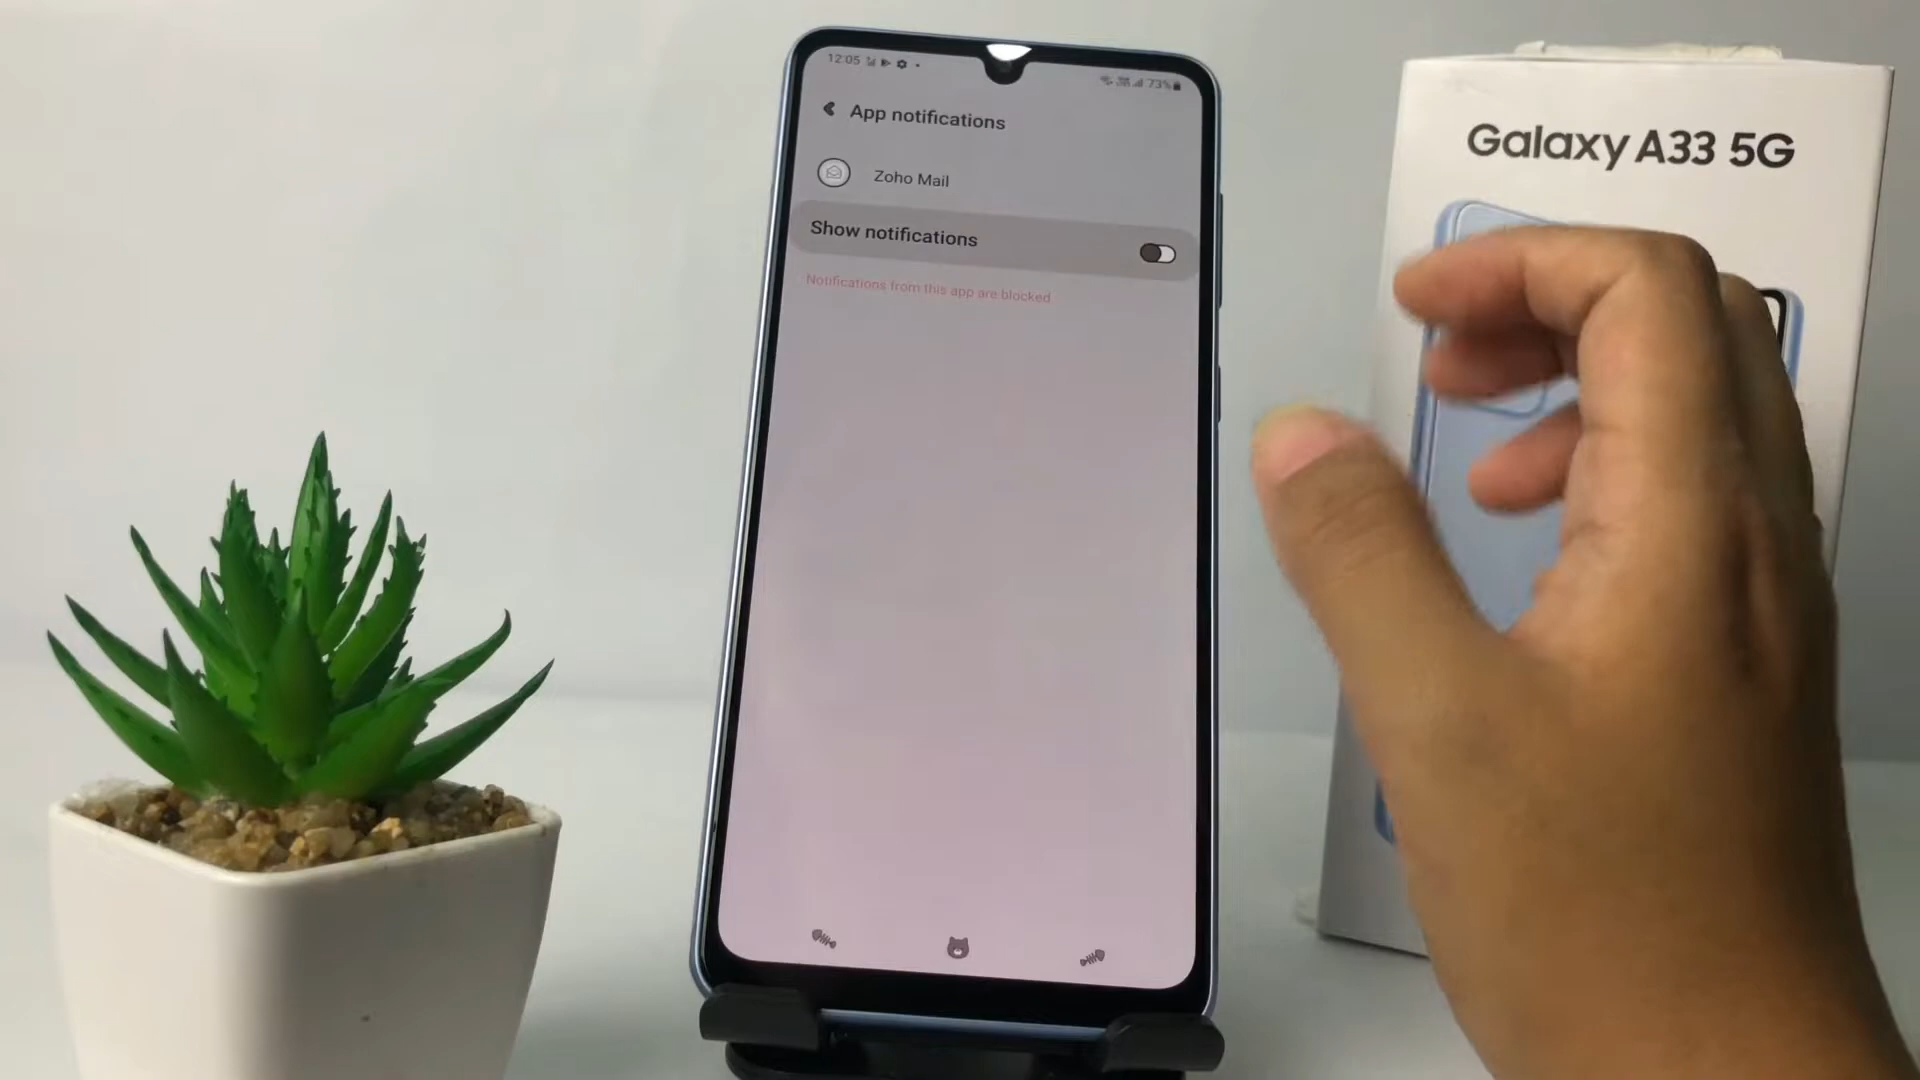 12:05
73%
App notifications
Zoho Mail
Show notifications
Notifications from this app are blocked.
Galaxy A33 5G